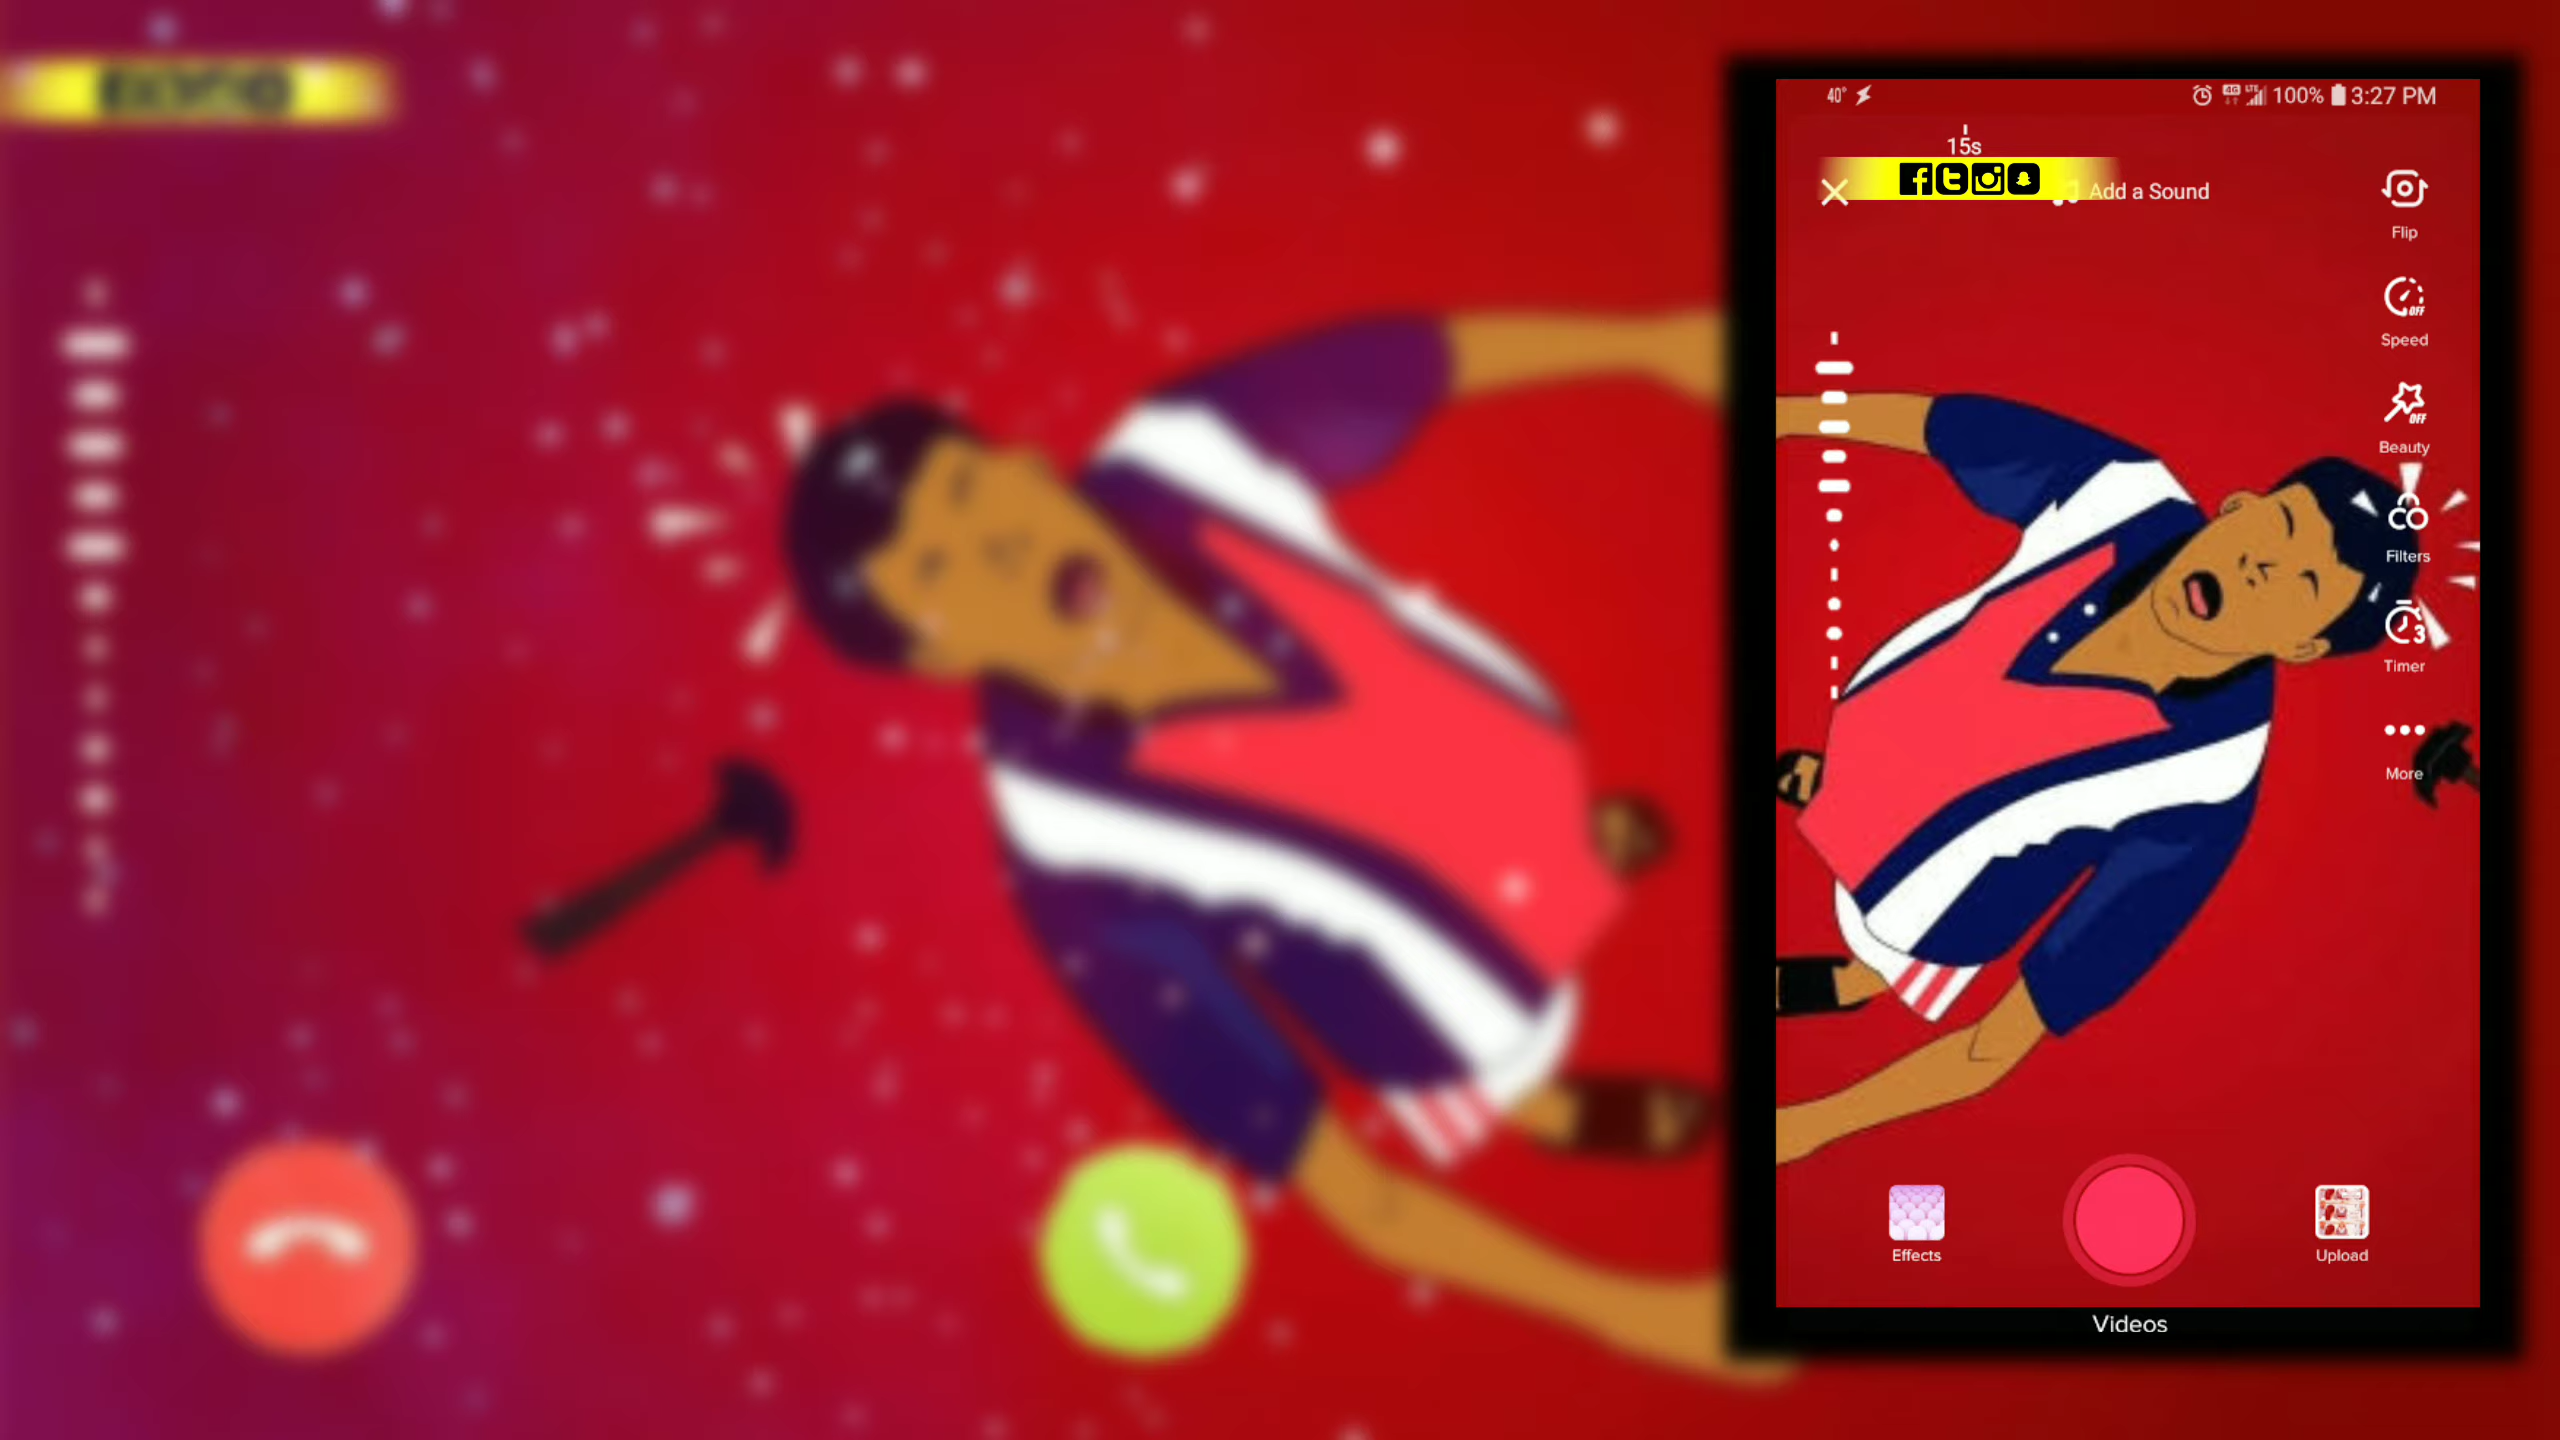 40°
100% 3:27 PM
15s
Add a Sound
Flip
Speed
OFF
Beauty
OFF
Filters
3
Timer
More
Effects
Upload
Videos